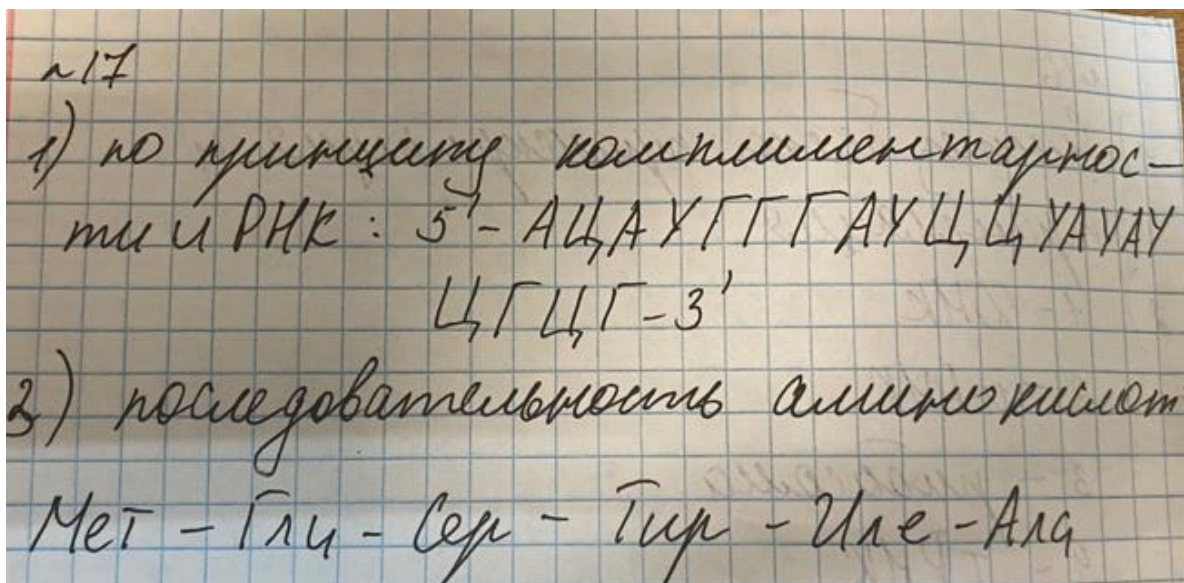 №17
1) по принципу комплиментарнос-
ти иРНК: 5'-АЦАУГГГАУЦЦУАУАУ
ЦГЦГ-3'
2) последовательность аминокислот
Мет - Гли - Сер - Тир - Иле - Ала